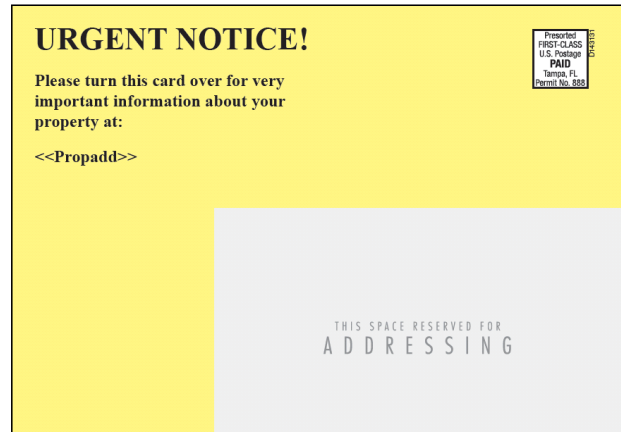 URGENT NOTICE!
Please turn this card over for very
important information about your
property at:
<<Propadd>>
Presorted
FIRST-CLASS
U.S. Postage
PAID
Tampa, FL
Permit No. 888
D143131
THIS SPACE RESERVED FOR
ADDRESSING